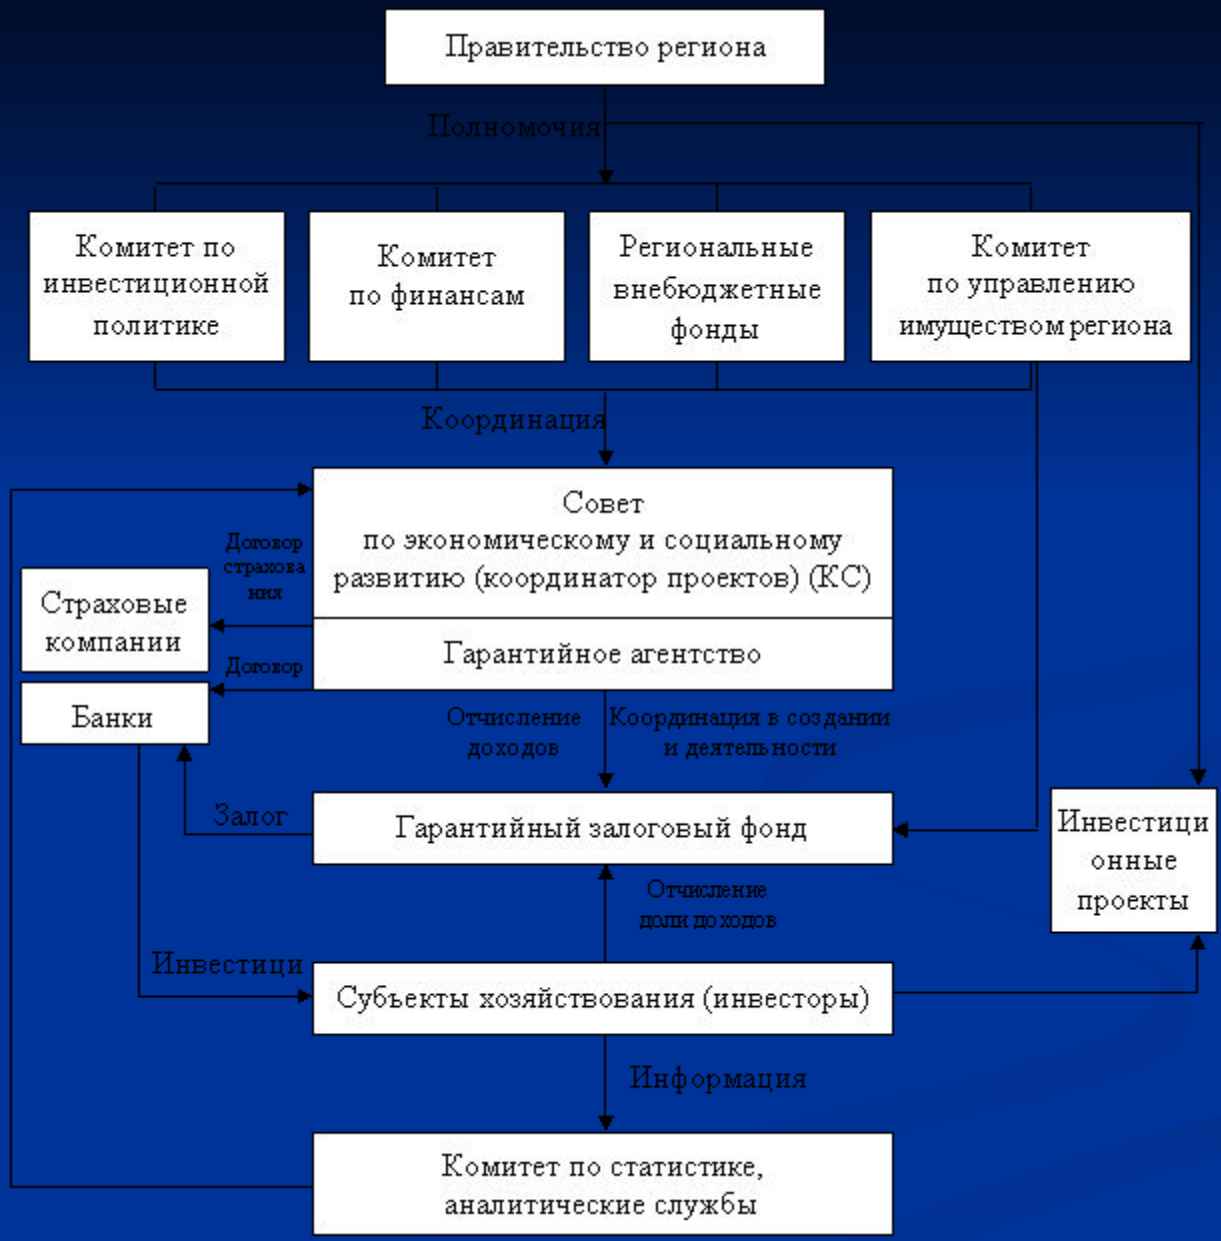 Правительство региона
Полномочия
Комитет по
инвестиционной
политике
Комитет
по финансам
Региональные
внебюджетные
фонды
Комитет
по управлению
имуществом региона
Координация
Совет
по экономическому и социальному
развитию (координатор проектов) (КС)
Договор
страхова
ния
Страховые
компании
Гарантийное агентство
Договор
Банки
Отчисление
доходов
Координация в создании
и деятельности
Залог
Гарантийный залоговый фонд
Инвестици
онные
проекты
Отчисление
доли доходов
Инвестици
Субъекты хозяйствования (инвесторы)
Информация
Комитет по статистике,
аналитические службы